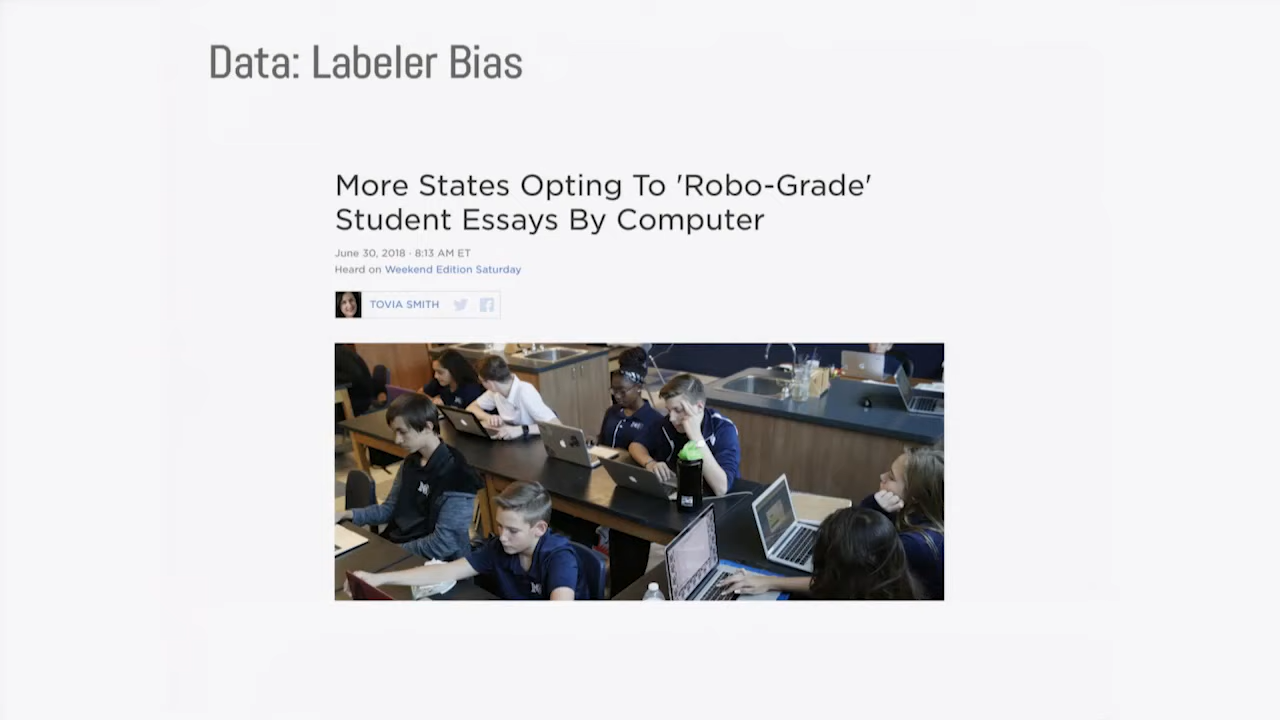 Data: Labeler Bias
More States Opting To 'Robo-Grade'
Student Essays By Computer
June 30, 2018 · 8:13 AM ET
Heard on Weekend Edition Saturday
TOVIA SMITH